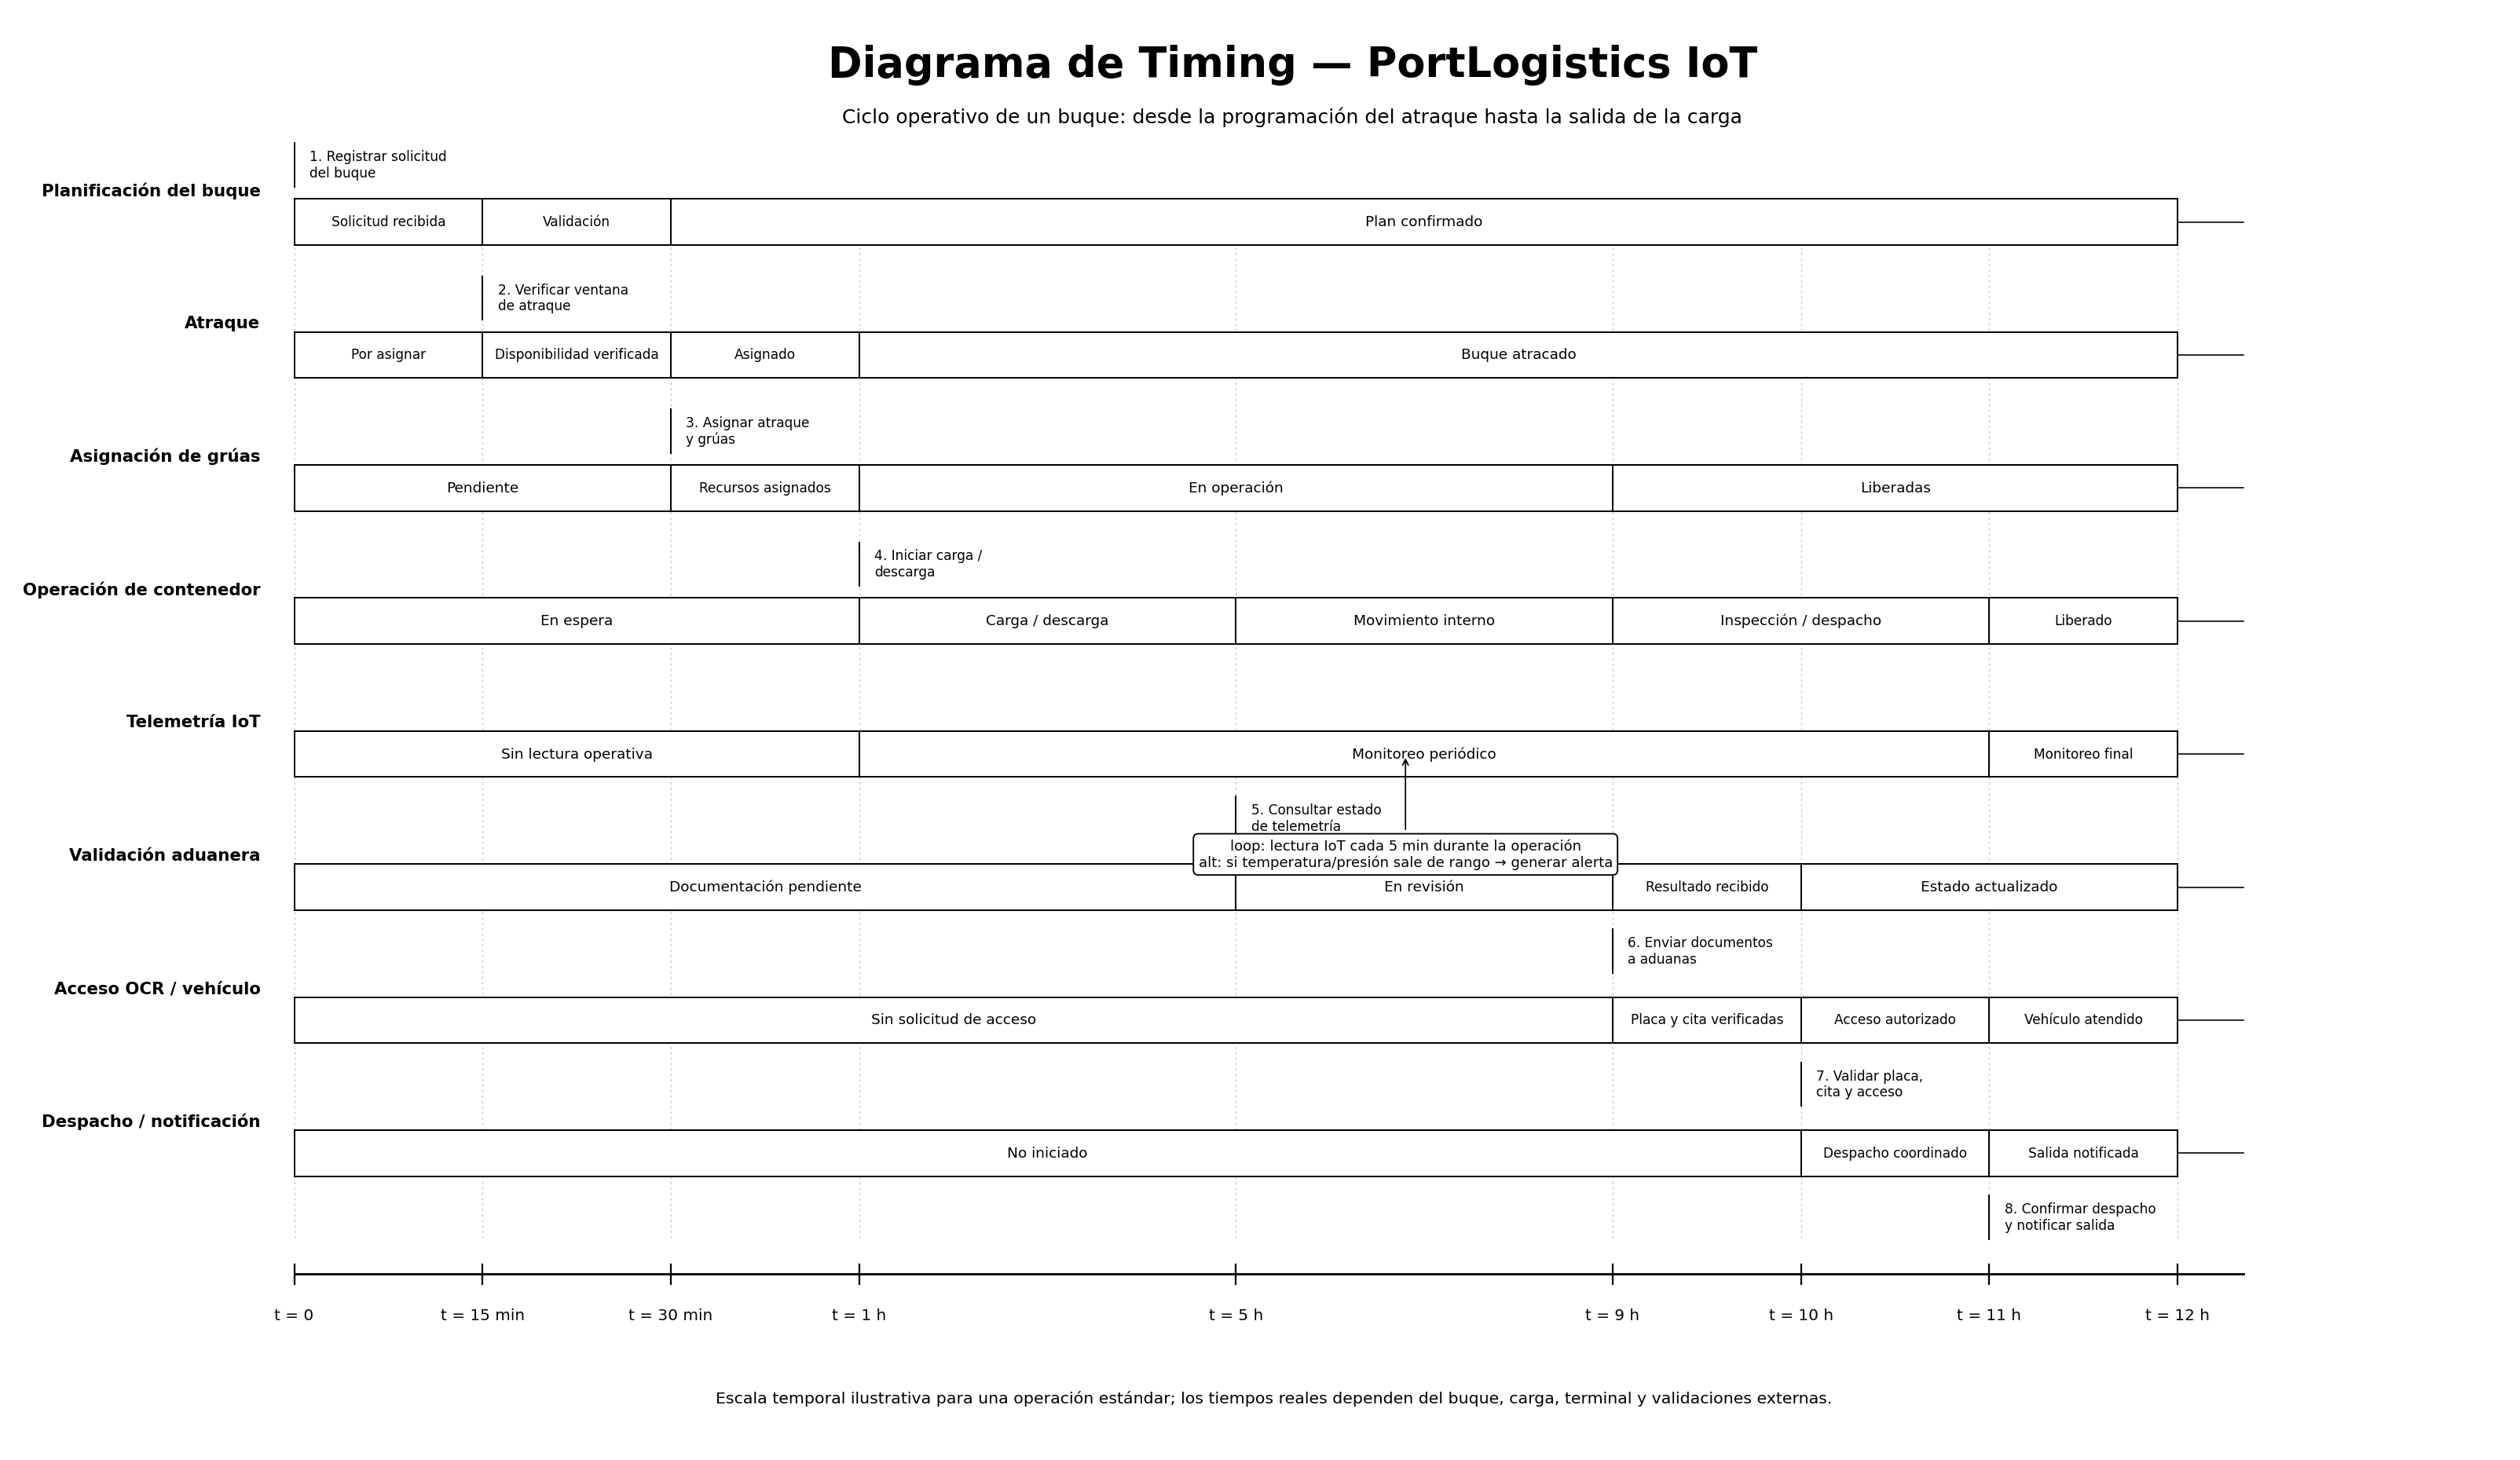 Diagrama de Timing — PortLogistics IoT
Ciclo operativo de un buque: desde la programación del atraque hasta la salida de la carga
1. Registrar solicitud
del buque
Planificación del buque
Solicitud recibida
Validación
Plan confirmado
2. Verificar ventana
de atraque
Atraque
Por asignar
Disponibilidad verificada
Asignado
Buque atracado
3. Asignar atraque
y grúas
Asignación de grúas
Pendiente
Recursos asignados
En operación
Liberadas
4. Iniciar carga /
descarga
Operación de contenedor
En espera
Carga / descarga
Movimiento interno
Inspección / despacho
Liberado
Telemetría IoT
Sin lectura operativa
Monitoreo periódico
Monitoreo final
5. Consultar estado
de telemetría
loop: lectura IoT cada 5 min durante la operación
alt: si temperatura/presión sale de rango → generar alerta
Validación aduanera
Documentación pendiente
En revisión
Resultado recibido
Estado actualizado
6. Enviar documentos
a aduanas
Acceso OCR / vehículo
Sin solicitud de acceso
Placa y cita verificadas
Acceso autorizado
Vehículo atendido
7. Validar placa,
cita y acceso
Despacho / notificación
No iniciado
Despacho coordinado
Salida notificada
8. Confirmar despacho
y notificar salida
t = 0
t = 15 min
t = 30 min
t = 1 h
t = 5 h
t = 9 h
t = 10 h
t = 11 h
t = 12 h
Escala temporal ilustrativa para una operación estándar; los tiempos reales dependen del buque, carga, terminal y validaciones externas.